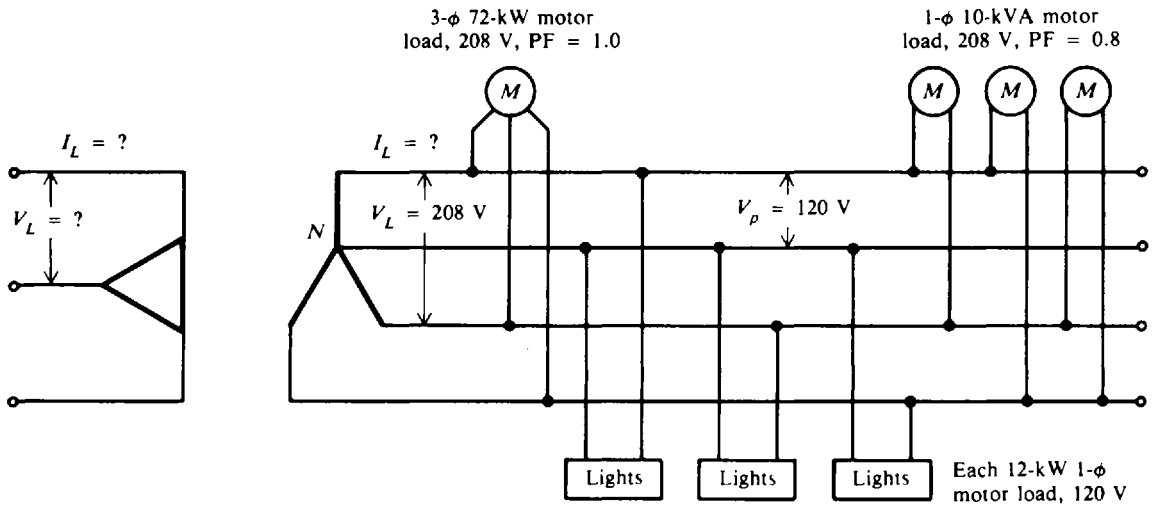 3-ϕ 72-kW motor
load, 208 V, PF = 1.0
1-ϕ 10-kVA motor
load, 208 V, PF = 0.8
M
M
M
M
I_L = ?
I_L = ?
V_L = ?
V_L = 208 V
V_p = 120 V
N
Lights
Lights
Lights
Each 12-kW 1-ϕ
motor load, 120 V